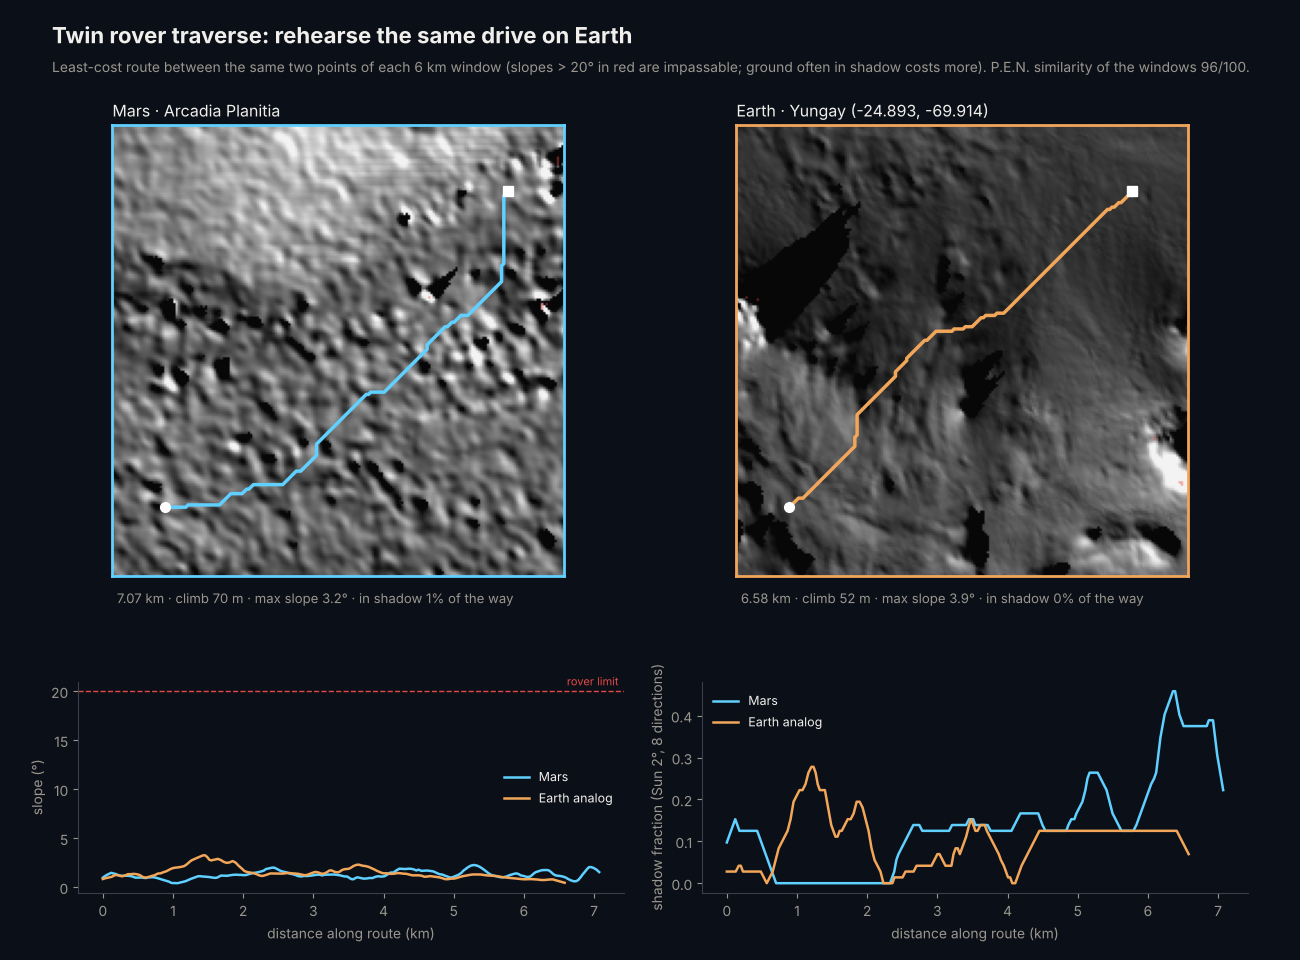 Twin rover traverse: rehearse the same drive on Earth
Least-cost route between the same two points of each 6 km window (slopes > 20° in red are impassable; ground often in shadow costs more). P.E.N. similarity of the windows 96/100.
Mars · Arcadia Planitia
Earth · Yungay (-24.893, -69.914)
7.07 km · climb 70 m · max slope 3.2° · in shadow 1% of the way
6.58 km · climb 52 m · max slope 3.9° · in shadow 0% of the way
slope (°)
20
15
10
5
0
rover limit
Mars
Earth analog
0 1 2 3 4 5 6 7
distance along route (km)
shadow fraction (Sun 2°, 8 directions)
0.4
0.3
0.2
0.1
0.0
Mars
Earth analog
0 1 2 3 4 5 6 7
distance along route (km)